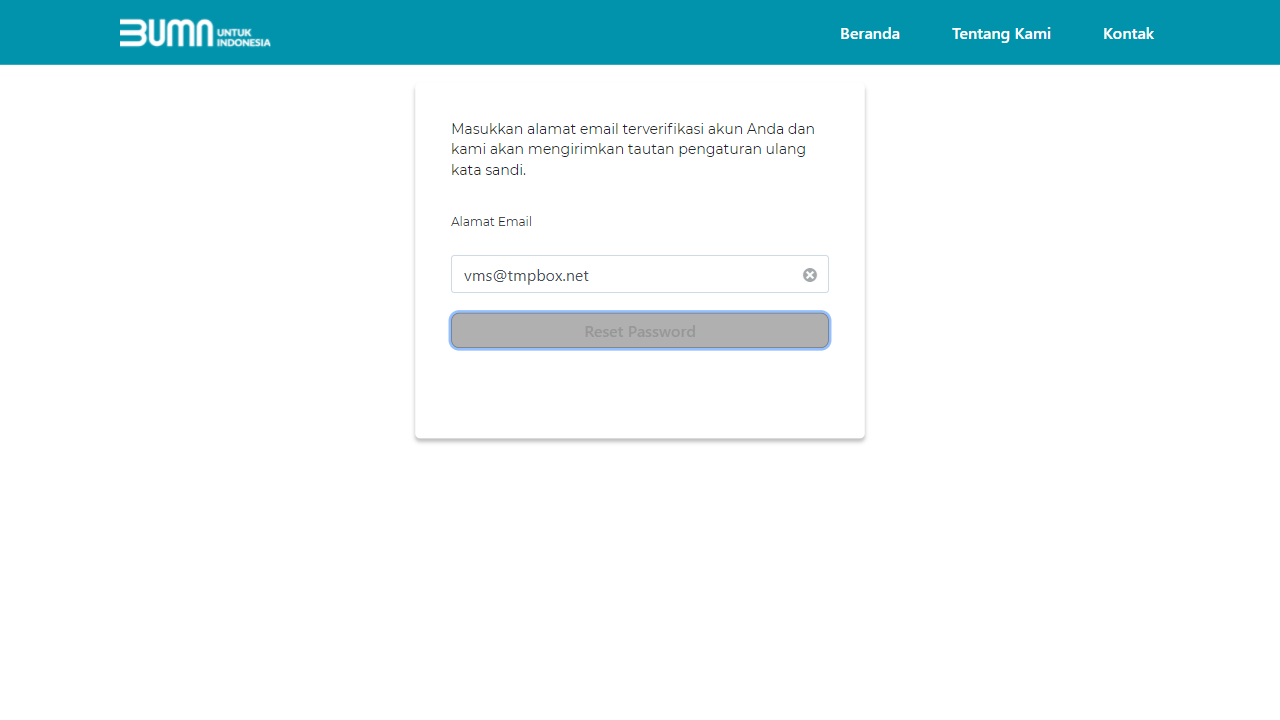 BUMN UNTUK
INDONESIA
Beranda
Tentang Kami
Kontak
Masukkan alamat email terverifikasi akun Anda dan
kami akan mengirimkan tautan pengaturan ulang
kata sandi.
Alamat Email
vms@tmpbox.net
Reset Password